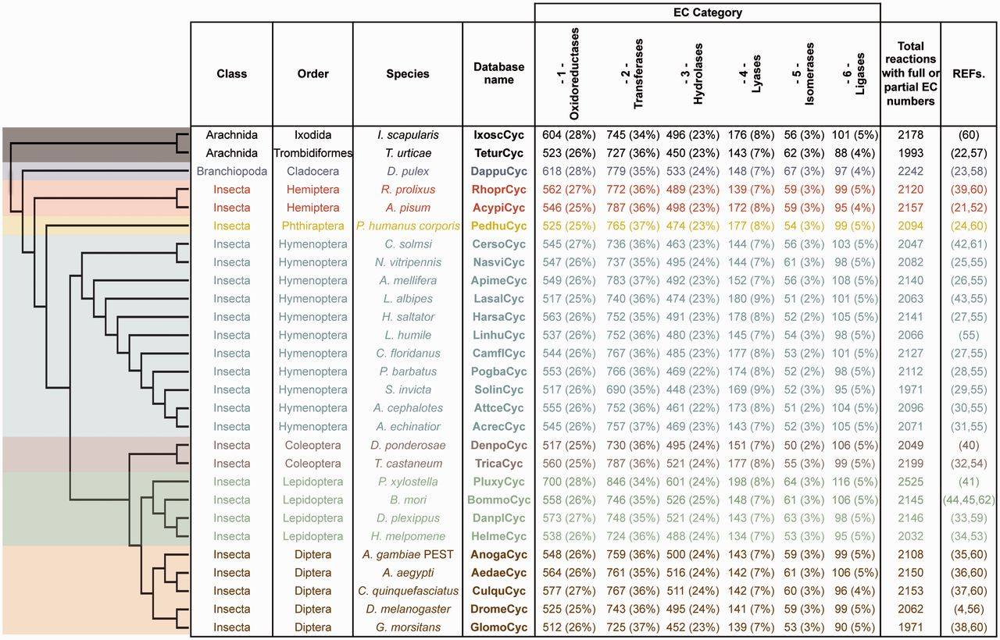 EC Category
Class Order Species Database name - 1 - Oxidoreductases - 2 - Transferases - 3 - Hydrolases - 4 - Lyases - 5 - Isomerases - 6 - Ligases Total reactions with full or partial EC numbers REFs.
Arachnida Ixodida I. scapularis IxoscCyc 604 (28%) 745 (34%) 496 (23%) 176 (8%) 56 (3%) 101 (5%) 2178 (60)
Arachnida Trombidiformes T. urticae TeturCyc 523 (26%) 727 (36%) 450 (23%) 143 (7%) 62 (3%) 88 (4%) 1993 (22,57)
Branchiopoda Cladocera D. pulex DappuCyc 618 (28%) 779 (35%) 533 (24%) 148 (7%) 67 (3%) 97 (4%) 2242 (23,58)
Insecta Hemiptera R. prolixus RhoprCyc 562 (27%) 772 (36%) 489 (23%) 139 (7%) 59 (3%) 99 (5%) 2120 (39,60)
Insecta Hemiptera A. pisum AcypiCyc 546 (25%) 787 (36%) 498 (23%) 172 (8%) 59 (3%) 95 (4%) 2157 (21,52)
Insecta Phthiraptera P. humanus corporis PedhuCyc 525 (25%) 765 (37%) 474 (23%) 177 (8%) 54 (3%) 99 (5%) 2094 (24,60)
Insecta Hymenoptera C. solmsi CersoCyc 545 (27%) 736 (36%) 463 (23%) 144 (7%) 56 (3%) 103 (5%) 2047 (42,61)
Insecta Hymenoptera N. vitripennis NasviCyc 547 (26%) 737 (35%) 495 (24%) 144 (7%) 61 (3%) 98 (5%) 2082 (25,55)
Insecta Hymenoptera A. mellifera ApimeCyc 549 (26%) 783 (37%) 492 (23%) 152 (7%) 56 (3%) 108 (5%) 2140 (26,55)
Insecta Hymenoptera L. albipes LasalCyc 517 (25%) 740 (36%) 474 (23%) 180 (9%) 51 (2%) 101 (5%) 2063 (43,55)
Insecta Hymenoptera H. saltator HarsaCyc 563 (26%) 752 (35%) 491 (23%) 178 (8%) 52 (2%) 105 (5%) 2141 (27,55)
Insecta Hymenoptera L. humile LinhuCyc 537 (26%) 752 (36%) 480 (23%) 145 (7%) 54 (3%) 98 (5%) 2066 (55)
Insecta Hymenoptera C. floridanus CamflCyc 544 (26%) 767 (36%) 485 (23%) 177 (8%) 53 (2%) 101 (5%) 2127 (27,55)
Insecta Hymenoptera P. barbatus PogbaCyc 553 (26%) 766 (36%) 469 (22%) 174 (8%) 52 (2%) 98 (5%) 2112 (28,55)
Insecta Hymenoptera S. invicta SolinCyc 517 (26%) 690 (35%) 448 (23%) 169 (9%) 52 (3%) 95 (5%) 1971 (29,55)
Insecta Hymenoptera A. cephalotes AttceCyc 555 (26%) 752 (36%) 461 (22%) 173 (8%) 51 (2%) 104 (5%) 2096 (30,55)
Insecta Hymenoptera A. echinatior AcrecCyc 545 (26%) 757 (37%) 469 (23%) 143 (7%) 52 (3%) 105 (5%) 2071 (31,55)
Insecta Coleoptera D. ponderosae DenpoCyc 517 (25%) 730 (36%) 495 (24%) 151 (7%) 50 (2%) 106 (5%) 2049 (40)
Insecta Coleoptera T. castaneum TricaCyc 560 (25%) 787 (36%) 521 (24%) 177 (8%) 55 (3%) 99 (5%) 2199 (32,54)
Insecta Lepidoptera P. xylostella PluxyCyc 700 (28%) 846 (34%) 601 (24%) 198 (8%) 64 (3%) 116 (5%) 2525 (41)
Insecta Lepidoptera B. mori BommoCyc 558 (26%) 746 (35%) 526 (25%) 148 (7%) 61 (3%) 106 (5%) 2145 (44,45,62)
Insecta Lepidoptera D. plexippus DanplCyc 573 (27%) 748 (35%) 521 (24%) 143 (7%) 63 (3%) 98 (5%) 2146 (33,59)
Insecta Lepidoptera H. melpomene HelmeCyc 538 (26%) 724 (36%) 488 (24%) 134 (7%) 53 (3%) 95 (5%) 2032 (34,53)
Insecta Diptera A. gambiae PEST AnogaCyc 548 (26%) 759 (36%) 500 (24%) 143 (7%) 59 (3%) 99 (5%) 2108 (35,60)
Insecta Diptera A. aegypti AedaeCyc 564 (26%) 761 (35%) 516 (24%) 142 (7%) 61 (3%) 106 (5%) 2150 (36,60)
Insecta Diptera C. quinquefasciatus CulquCyc 577 (27%) 767 (36%) 511 (24%) 142 (7%) 60 (3%) 96 (4%) 2153 (37,60)
Insecta Diptera D. melanogaster DromeCyc 525 (25%) 743 (36%) 495 (24%) 141 (7%) 59 (3%) 99 (5%) 2062 (4,56)
Insecta Diptera G. morsitans GlomoCyc 512 (26%) 725 (37%) 452 (23%) 139 (7%) 53 (3%) 90 (5%) 1971 (38,60)